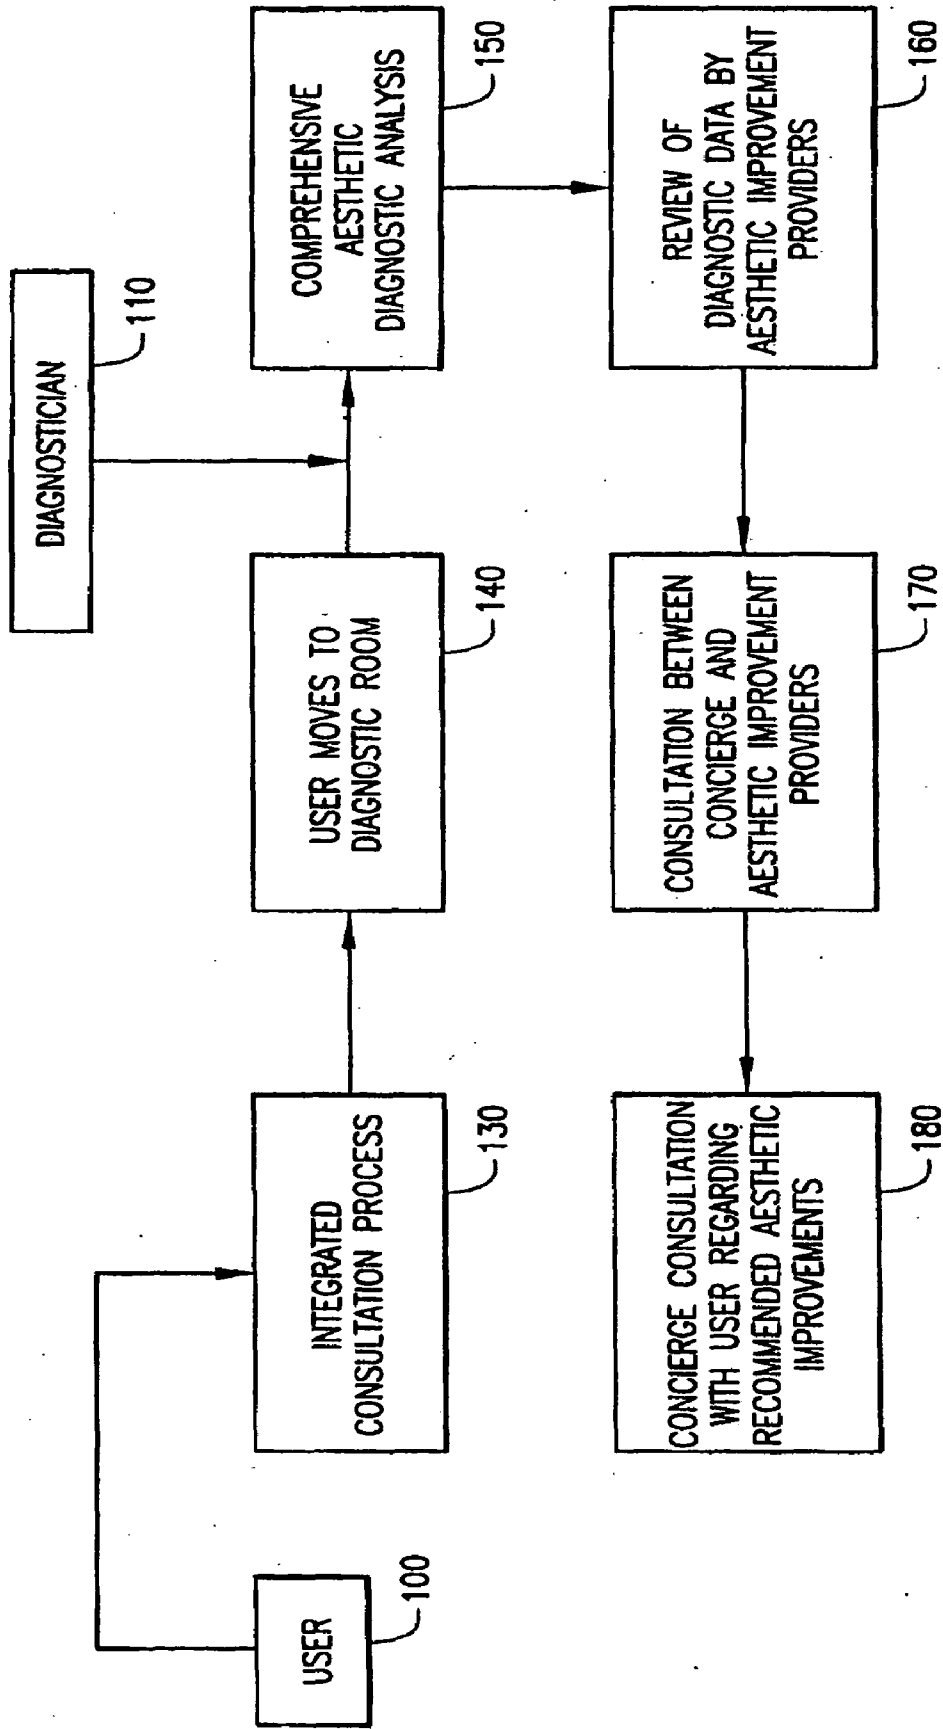 USER
100
INTEGRATED
CONSULTATION PROCESS
130
USER MOVES TO
DIAGNOSTIC ROOM
140
DIAGNOSTICIAN
110
COMPREHENSIVE
AESTHETIC
DIAGNOSTIC ANALYSIS
150
REVIEW OF
DIAGNOSTIC DATA BY
AESTHETIC IMPROVEMENT
PROVIDERS
160
CONSULTATION BETWEEN
CONCIERGE AND
AESTHETIC IMPROVEMENT
PROVIDERS
170
CONCIERGE CONSULTATION
WITH USER REGARDING
RECOMMENDED AESTHETIC
IMPROVEMENTS
180